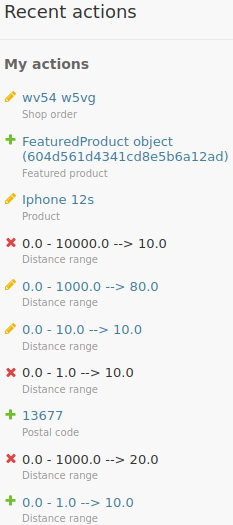 Recent actions
My actions
wv54 w5vg
Shop order
FeaturedProduct object
(604d561d4341cd8e5b6a12ad)
Featured product
Iphone 12s
Product
0.0 - 10000.0 --> 10.0
Distance range
0.0 - 1000.0 --> 80.0
Distance range
0.0 - 10.0 --> 10.0
Distance range
0.0 - 1.0 --> 10.0
Distance range
13677
Postal code
0.0 - 1000.0 --> 20.0
Distance range
0.0 - 1.0 --> 10.0
Distance range